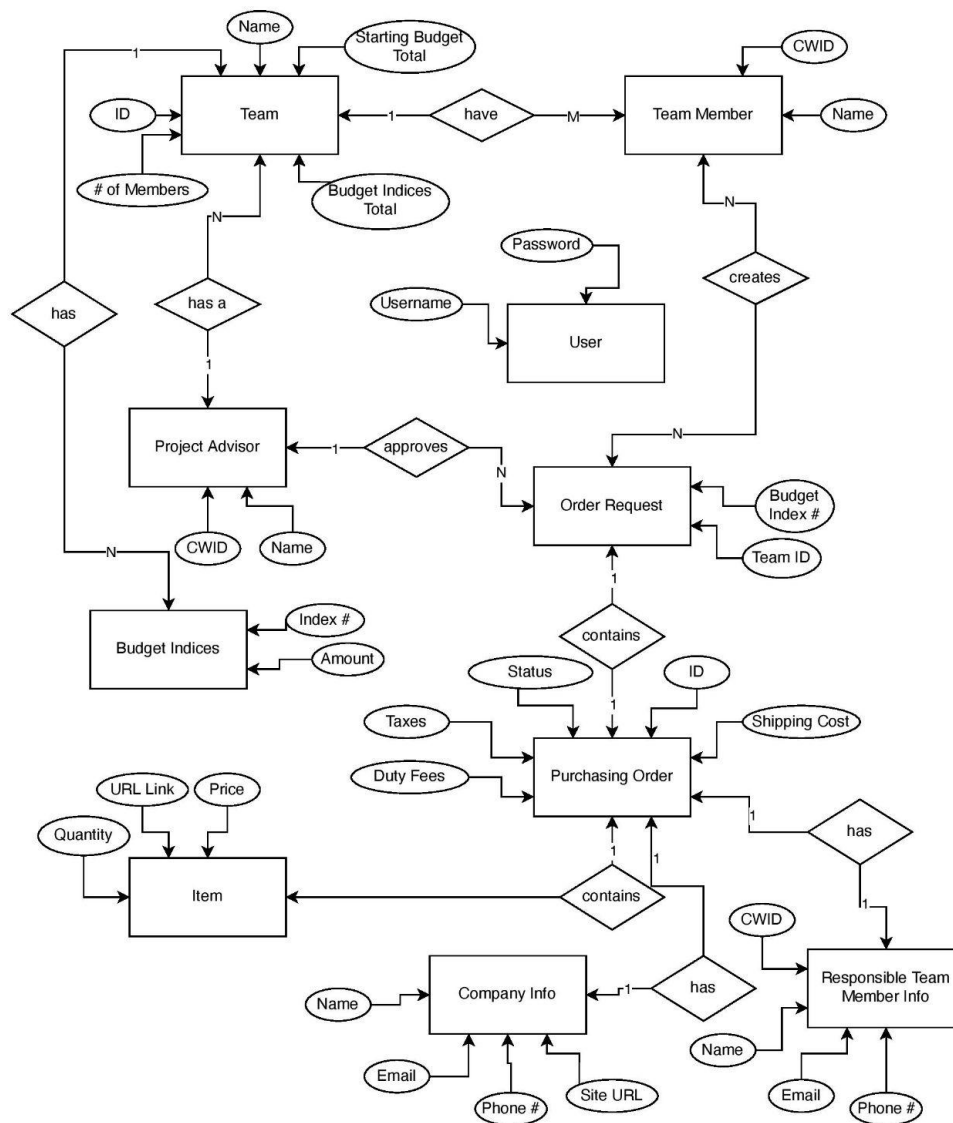 Name
Starting Budget
Total
CWID
1
ID
Team
1
have
M
Team Member
Name
# of Members
Budget Indices
Total
N
N
Password
creates
has
has a
Username
User
1
Project Advisor
1
approves
N
N
Order Request
Budget
Index #
CWID
Name
Team ID
N
1
Budget Indices
Index #
Amount
contains
Status
ID
1
Taxes
Shipping Cost
Duty Fees
Purchasing Order
URL Link
Price
1
has
Quantity
1
1
Item
contains
1
CWID
Name
Company Info
1
has
Responsible Team
Member Info
Name
Email
Phone #
Site URL
Email
Phone #